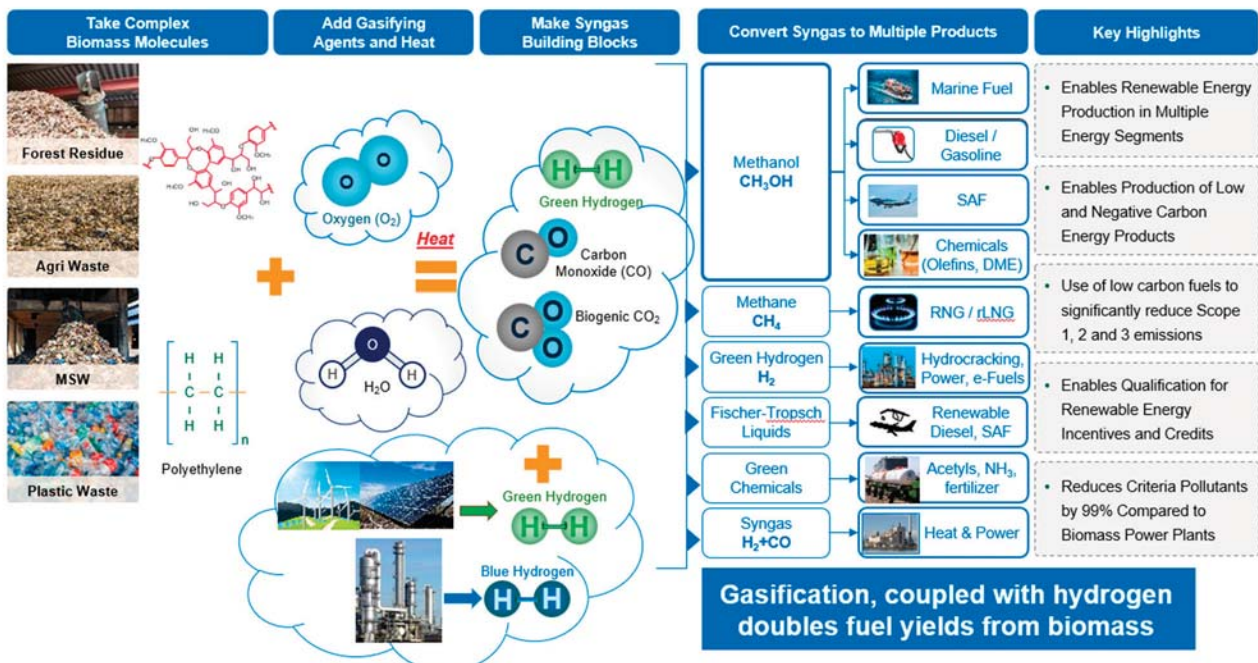 Take Complex
Biomass Molecules
Forest Residue
Agri Waste
MSW
Plastic Waste
OH
H₃CO
OCH₃
H H
C C
H H
n
Polyethylene
Add Gasifying
Agents and Heat
O O
Oxygen (O₂)
O
H H
H₂O
Heat
Make Syngas
Building Blocks
H H
Green Hydrogen
C O
Carbon
Monoxide (CO)
C O O
Biogenic CO₂
Green Hydrogen
H H
Blue Hydrogen
H H
Convert Syngas to Multiple Products
Methanol
CH₃OH
Marine Fuel
Diesel /
Gasoline
SAF
Chemicals
(Olefins, DME)
Methane
CH₄
RNG / rLNG
Green Hydrogen
H₂
Hydrocracking,
Power, e-Fuels
Fischer-Tropsch
Liquids
Renewable
Diesel, SAF
Green
Chemicals
Acetyls, NH₃,
fertilizer
Syngas
H₂+CO
Heat & Power
Key Highlights
• Enables Renewable Energy
Production in Multiple
Energy Segments
• Enables Production of Low
and Negative Carbon
Energy Products
• Use of low carbon fuels to
significantly reduce Scope
1, 2 and 3 emissions
• Enables Qualification for
Renewable Energy
Incentives and Credits
• Reduces Criteria Pollutants
by 99% Compared to
Biomass Power Plants
Gasification, coupled with hydrogen
doubles fuel yields from biomass